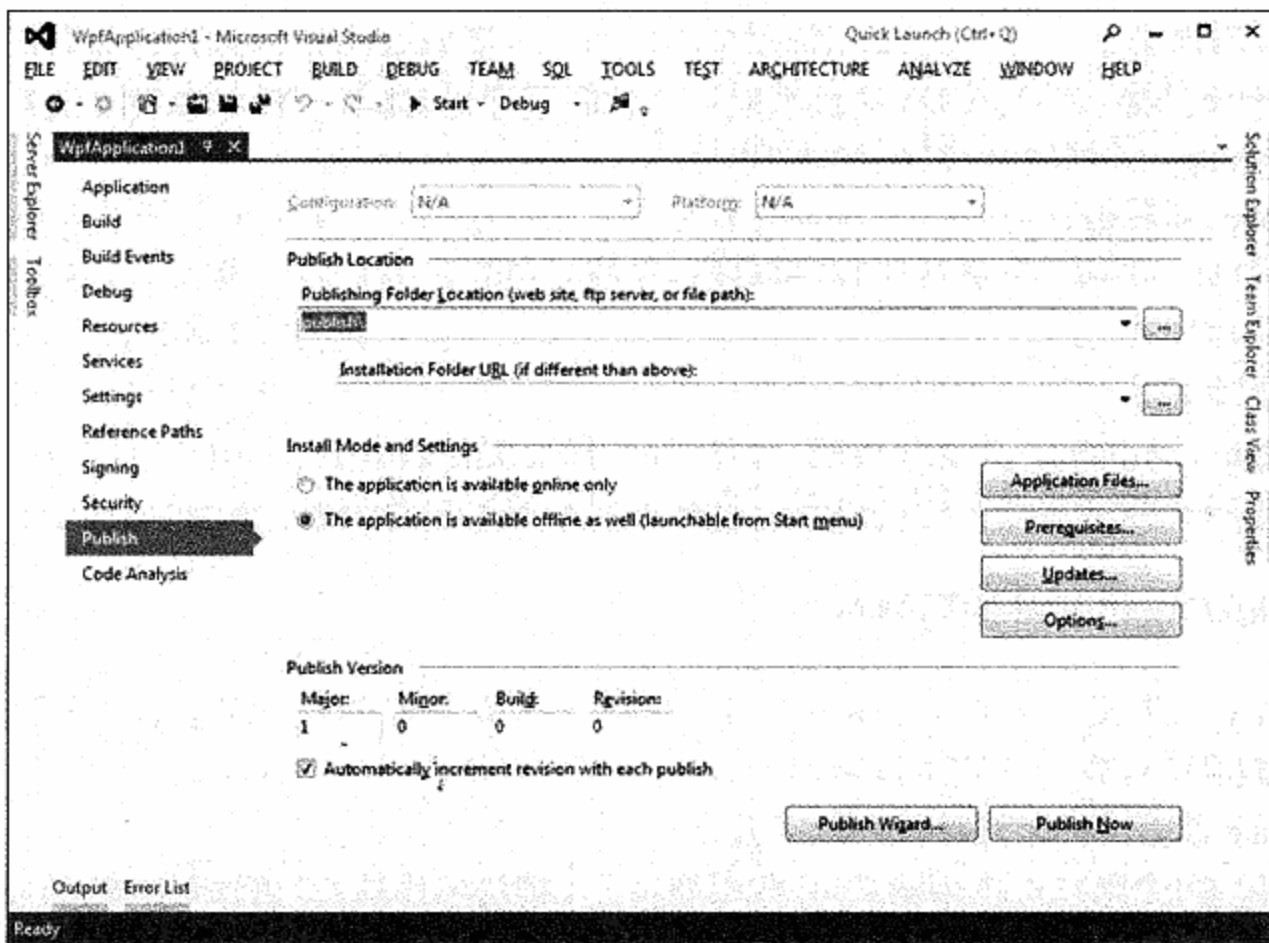 WpfApplication1 - Microsoft Visual Studio
Quick Launch (Ctrl+Q)
FILE EDIT VIEW PROJECT BUILD DEBUG TEAM SQL TOOLS TEST ARCHITECTURE ANALYZE WINDOW HELP
Start Debug
Server Explorer Toolbox
WpfApplication1
Application
Build
Build Events
Debug
Resources
Services
Settings
Reference Paths
Signing
Security
Publish
Code Analysis
Configuration: N/A Platform: N/A
Publish Location
Publishing Folder Location (web site, ftp server, or file path):
publish\
...
Installation Folder URL (if different than above):
...
Install Mode and Settings
The application is available online only
The application is available offline as well (launchable from Start menu)
Application Files...
Prerequisites...
Updates...
Options...
Publish Version
Major: Minor: Build: Revision:
1 0 0 0
Automatically increment revision with each publish
Publish Wizard... Publish Now
Solution Explorer Team Explorer Class View Properties
Output Error List
Ready